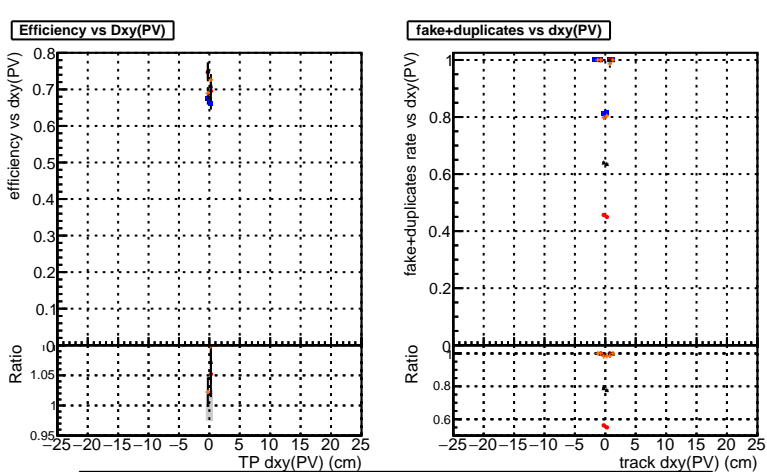 Efficiency vs Dxy(PV)
efficiency vs dxy(PV)
0.8
0.7
0.6
0.5
0.4
0.3
0.2
0.1
0
Ratio
1.05
1
0.95
−25 −20 −15 −10 −5 0 5 10 15 20 25
TP dxy(PV) (cm)
fake+duplicates vs dxy(PV)
fake+duplicates rate vs dxy(PV)
1
0.8
0.6
0.4
0.2
0
Ratio
1
0.8
0.6
−25 −20 −15 −10 −5 0 5 10 15 20 25
track dxy(PV) (cm)